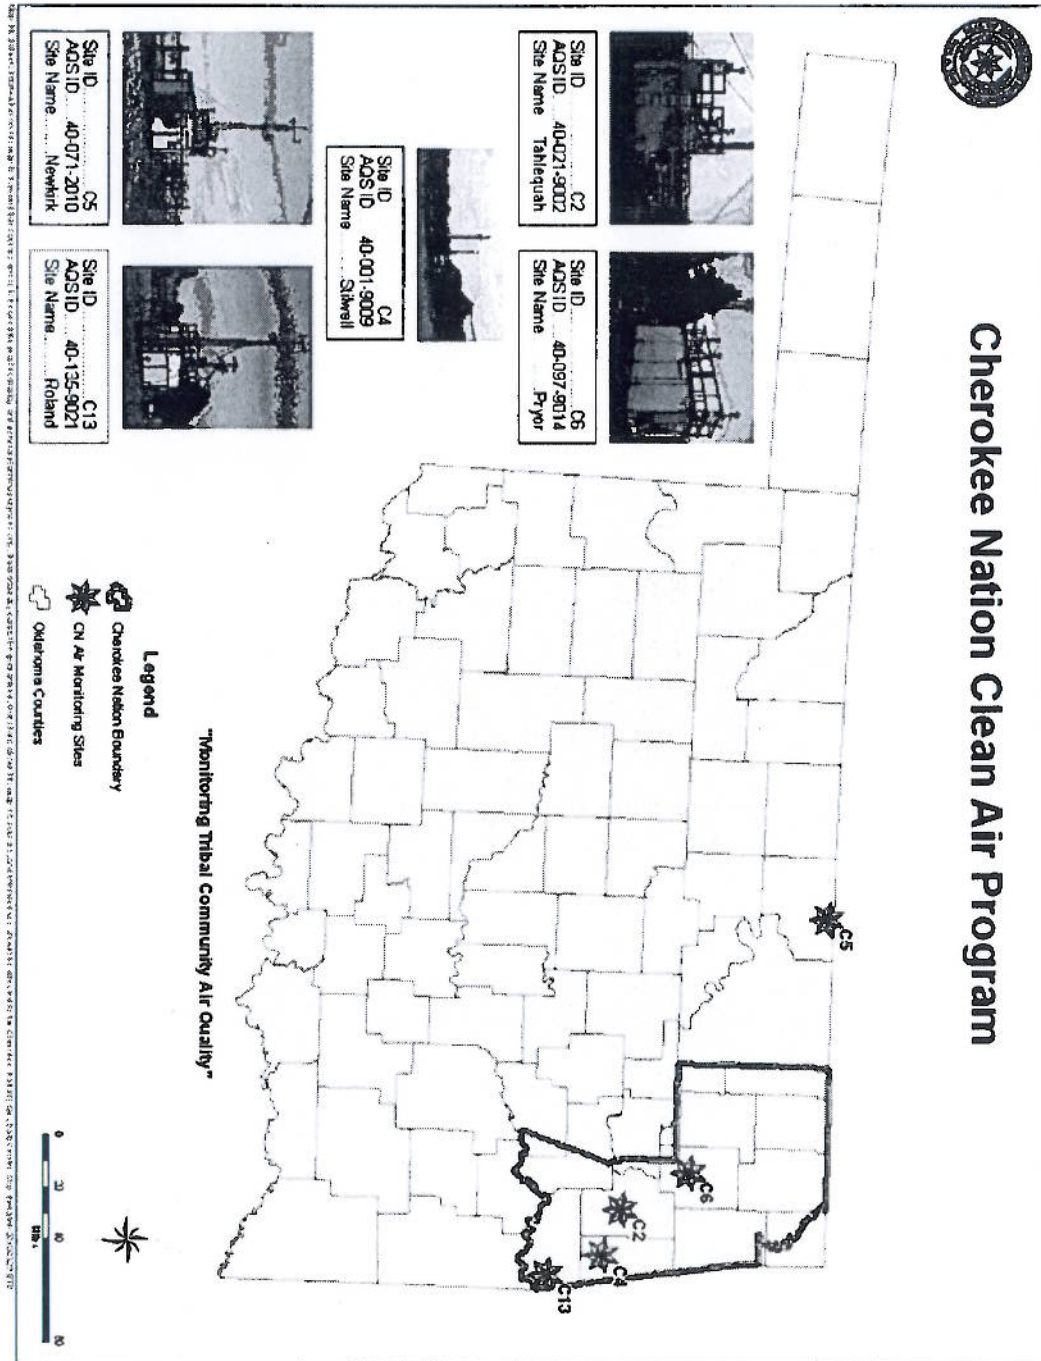 Cherokee Nation Clean Air Program
Site ID ........ C2
AQS ID .... 40-021-9002
Site Name Tahlequah
Site ID ........ C6
AQS ID .... 40-097-9014
Site Name Pryor
Site ID C4
AQS ID 40-001-9009
Site Name .... Stilwell
Site ID ........ C5
AQS ID .... 40-071-2010
Site Name ..... Newkirk
Site ID ........ C13
AQS ID .... 40-135-9021
Site Name ...... Roland
C5
C6
C2
C4
C13
"Monitoring Tribal Community Air Quality"
Legend
Cherokee Nation Boundary
CN Air Monitoring Sites
Oklahoma Counties
0
Miles